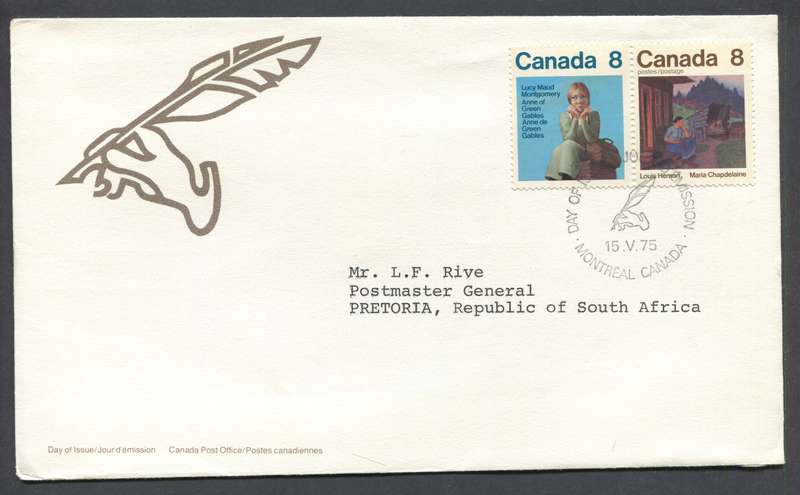 Canada 8
Lucy Maud
Montgomery
Anne of
Green
Gables
Anne de
Green
Gables
Canada 8
postes/postage
Louis Hémon, Maria Chapdelaine
DAY OF
MISSION
15.V.75
MONTREAL CANADA
Mr. L.F. Rive
Postmaster General
PRETORIA, Republic of South Africa
Day of Issue/Jour d'émission Canada Post Office/Postes canadiennes